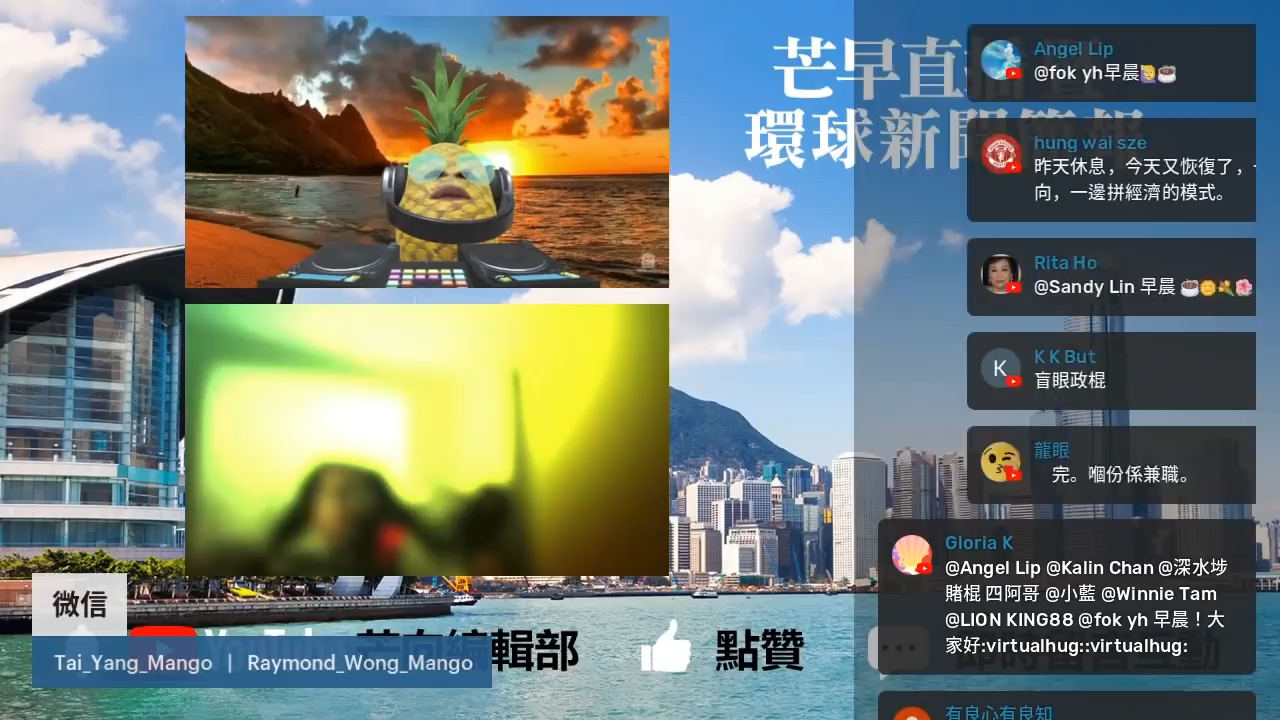 芒早直
環球新聞
Angel Lip
@fok yh早晨🙋☕
hung wai sze
昨天休息，今天又恢復了，
向，一邊拼經濟的模式。
Rita Ho
@Sandy Lin 早晨 ☕🌞💐🌸
K
K K But
盲眼政棍
龍眼
完。嗰份係兼職。
Gloria K
@Angel Lip @Kalin Chan @深水埗
賭棍 四阿哥 @小藍 @Winnie Tam
@LION KING88 @fok yh 早晨！大
家好:virtualhug::virtualhug:
有良心有良知
微信
Tai_Yang_Mango | Raymond_Wong_Mango
輯部
點贊